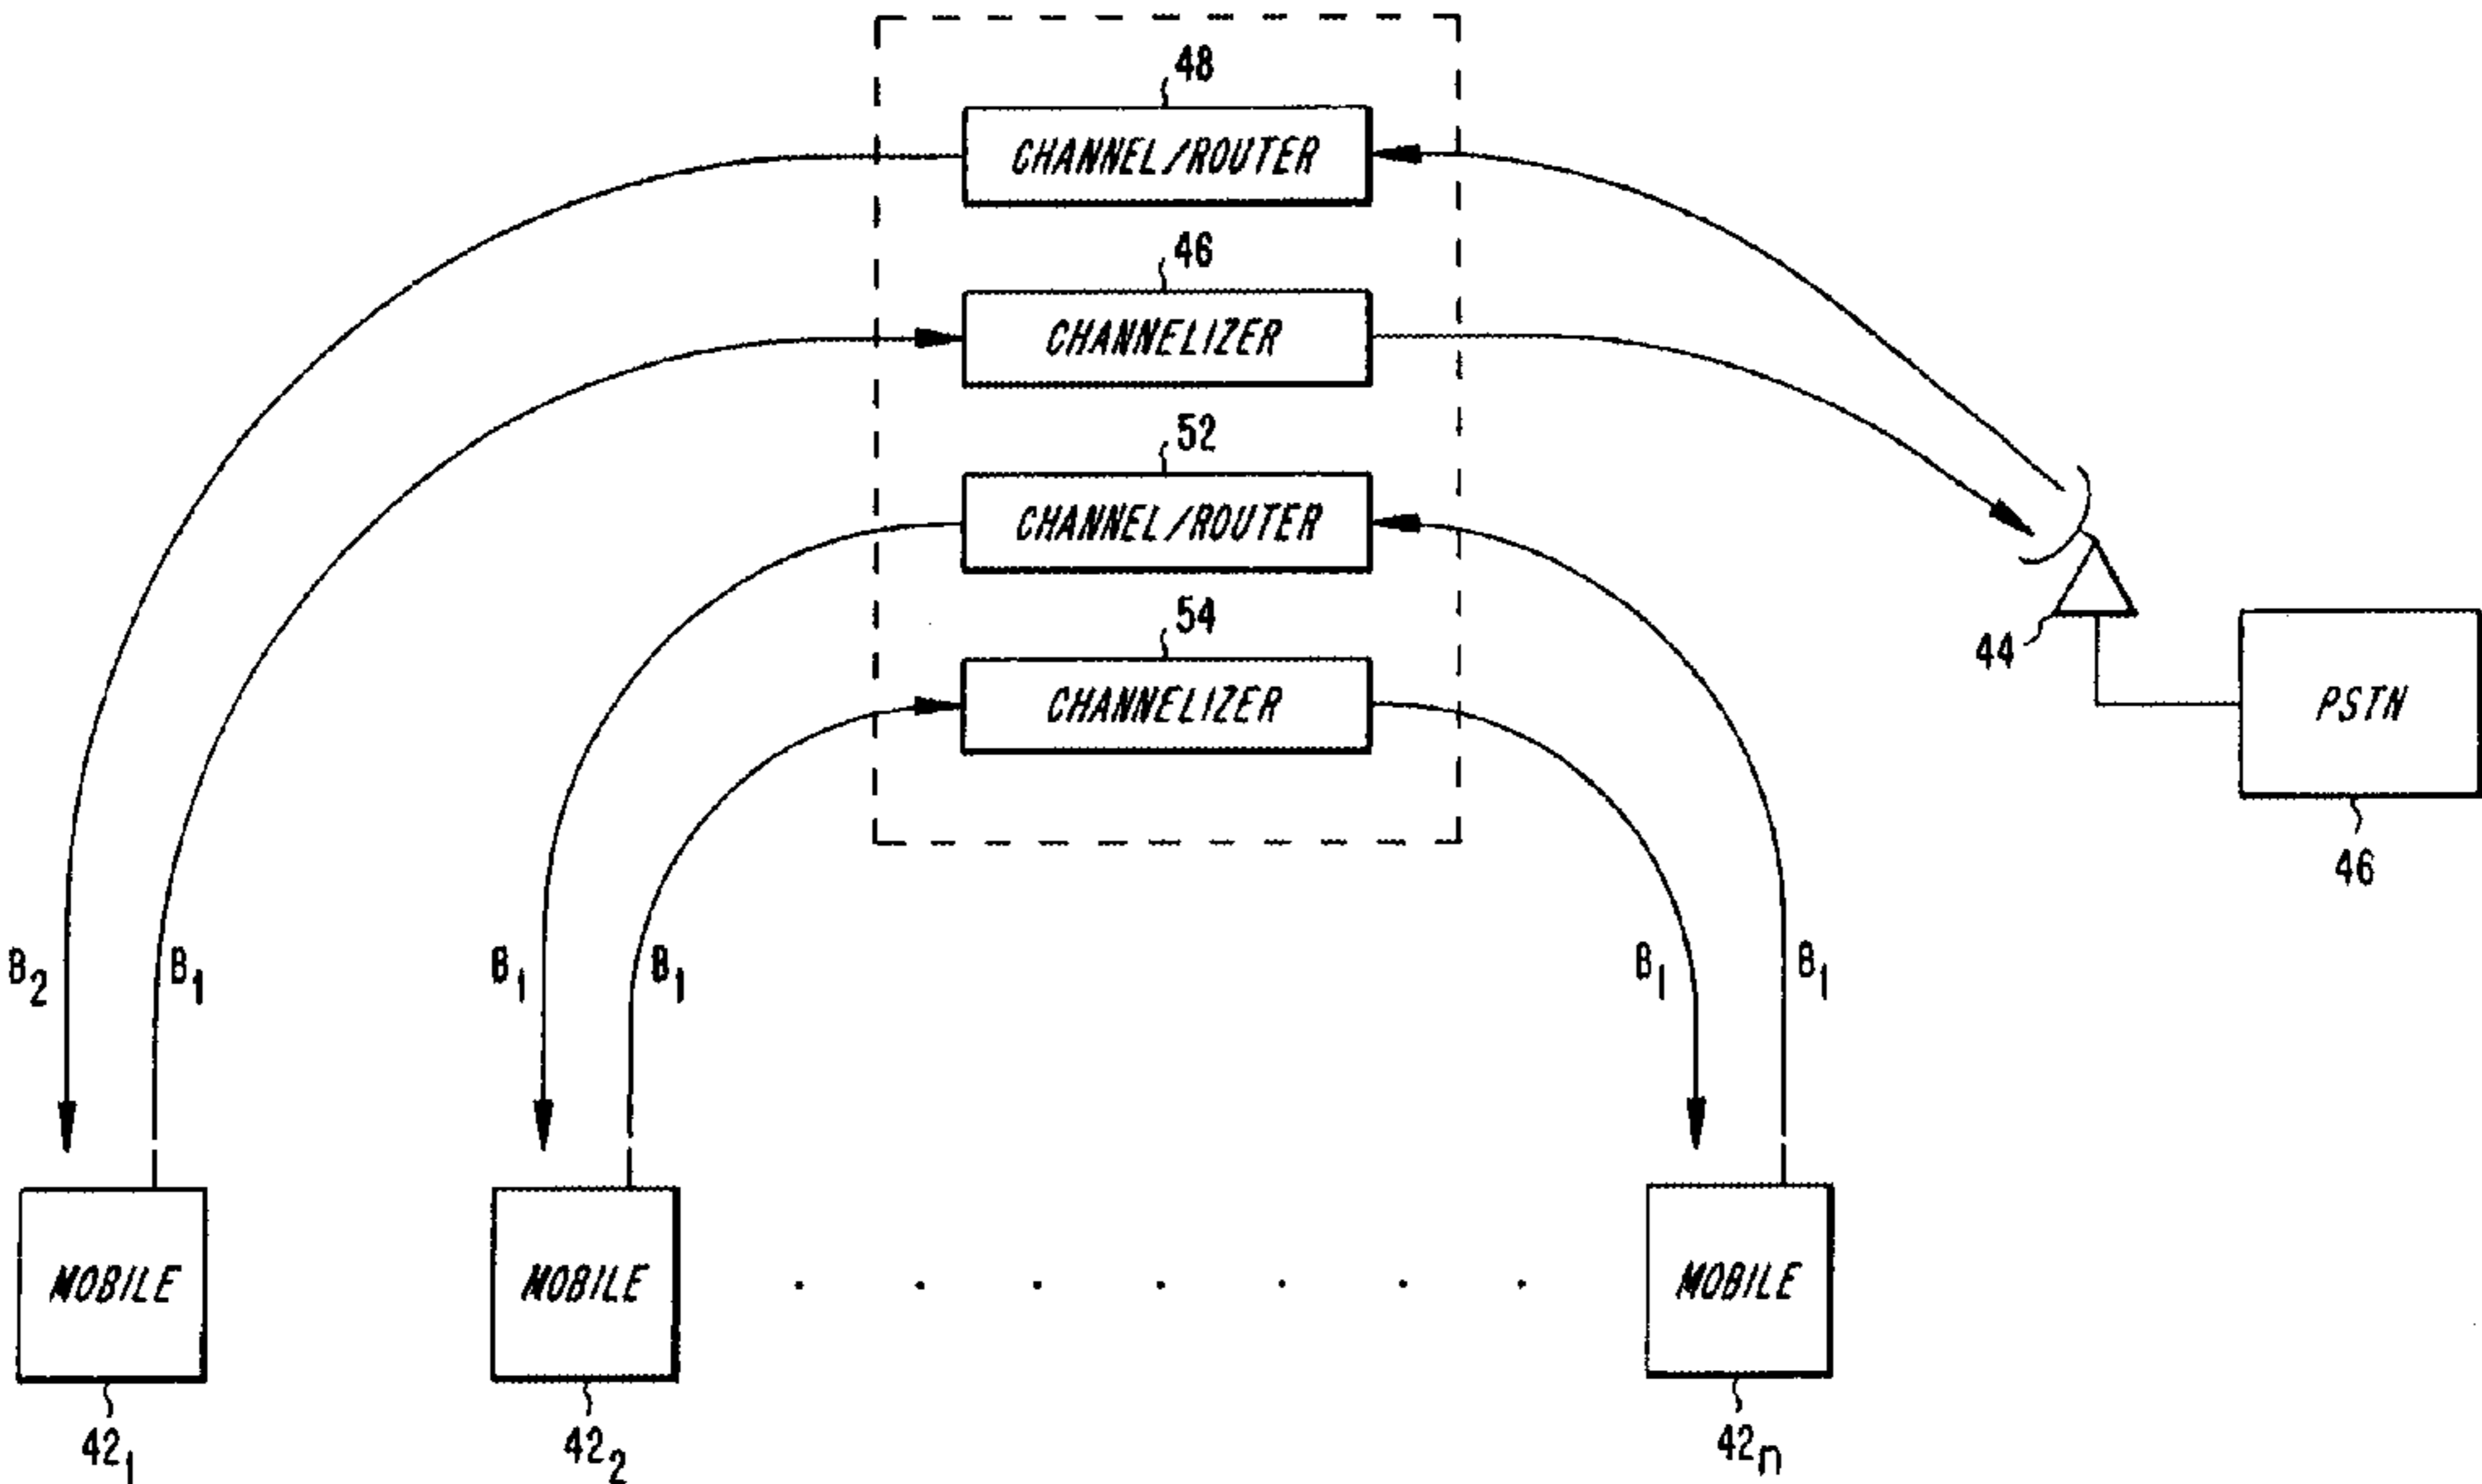 48
CHANNEL/ROUTER
46
CHANNELIZER
52
CHANNEL/ROUTER
54
CHANNELIZER
44
PSTN
46
B₂
B₁
B₁
B₁
B₁
B₁
MOBILE
MOBILE
MOBILE
42₁
42₂
42ₙ